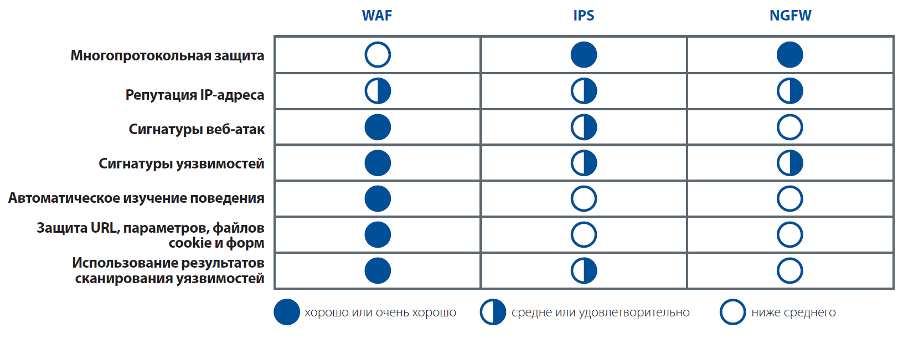 WAF IPS NGFW
Многопротокольная защита
Репутация IP-адреса
Сигнатуры веб-атак
Сигнатуры уязвимостей
Автоматическое изучение поведения
Защита URL, параметров, файлов
cookie и форм
Использование результатов
сканирования уязвимостей
хорошо или очень хорошо средне или удовлетворительно ниже среднего